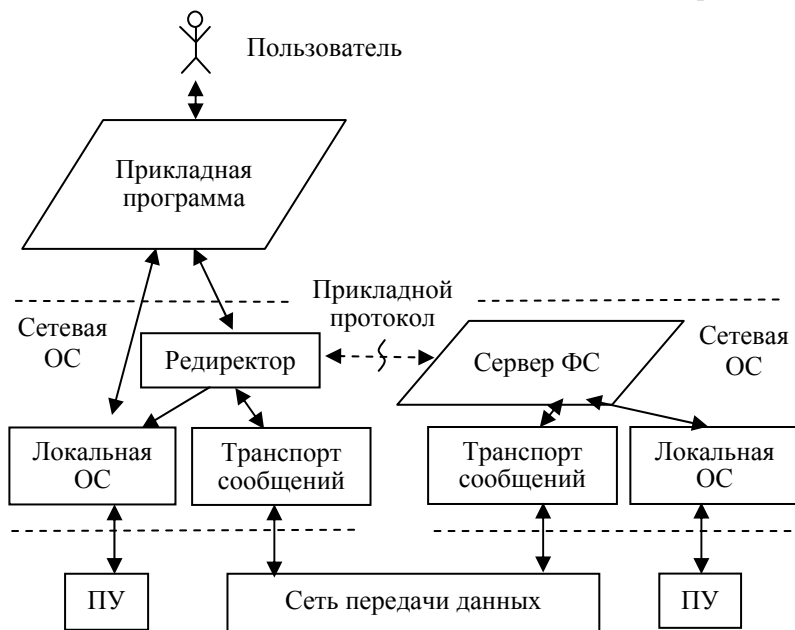 Пользователь
Прикладная
программа
Прикладной
протокол
Сетевая
ОС
Редиректор
Сервер ФС
Сетевая
ОС
Локальная
ОС
Транспорт
сообщений
Транспорт
сообщений
Локальная
ОС
ПУ
Сеть передачи данных
ПУ